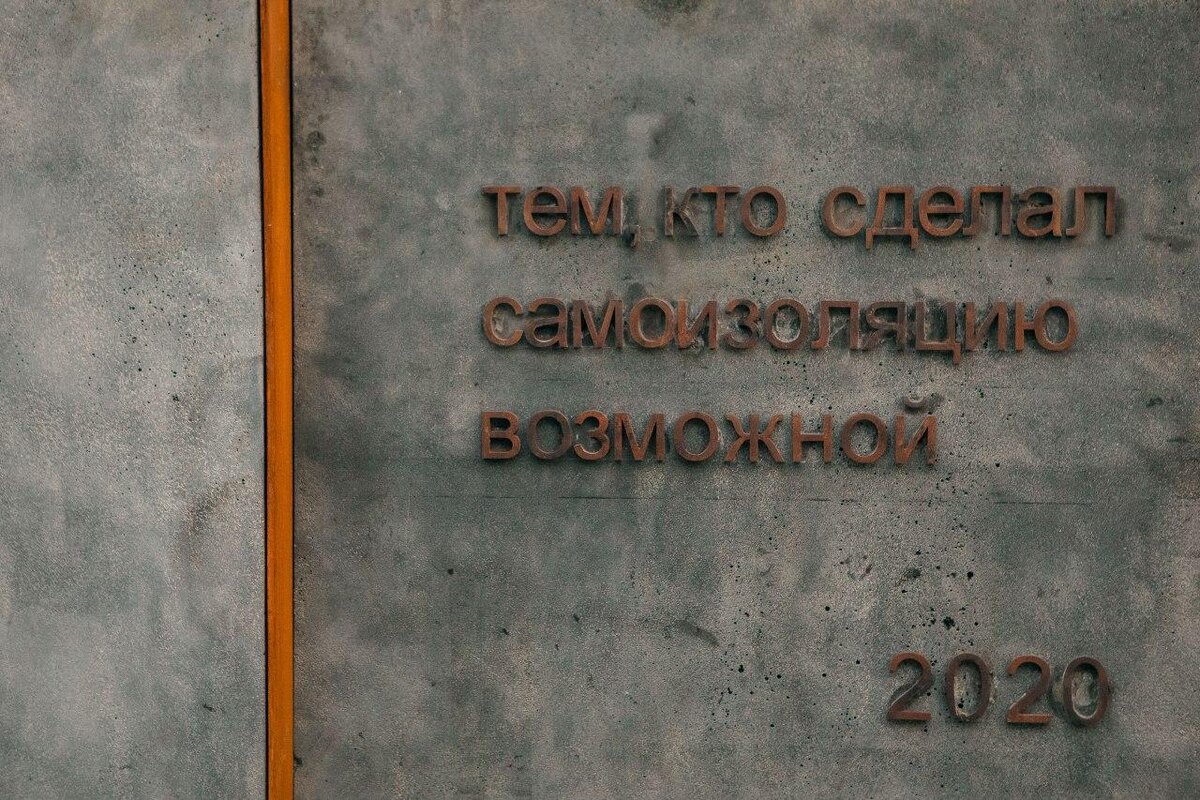 тем, кто сделал
самоизоляцию
возможной
2020